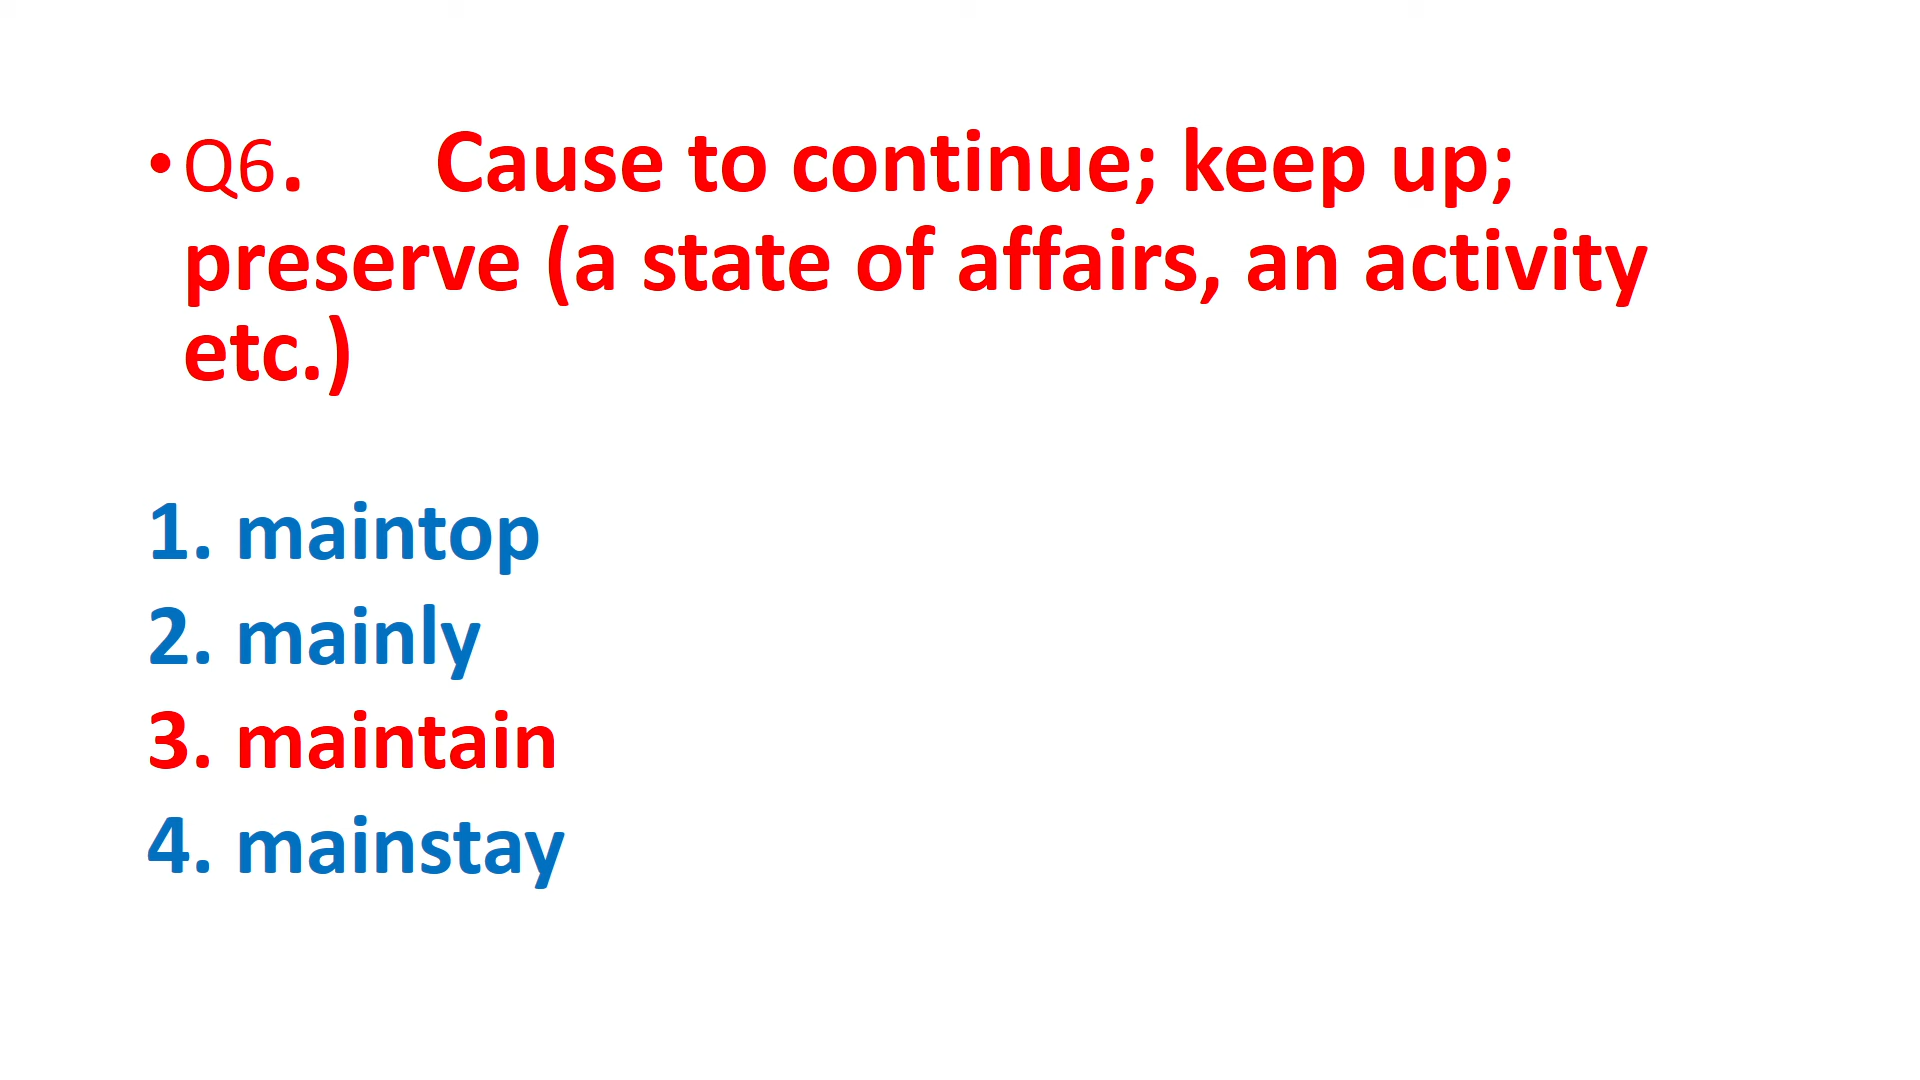 •Q6. Cause to continue; keep up;
preserve (a state of affairs, an activity
etc.)
1. maintop
2. mainly
3. maintain
4. mainstay